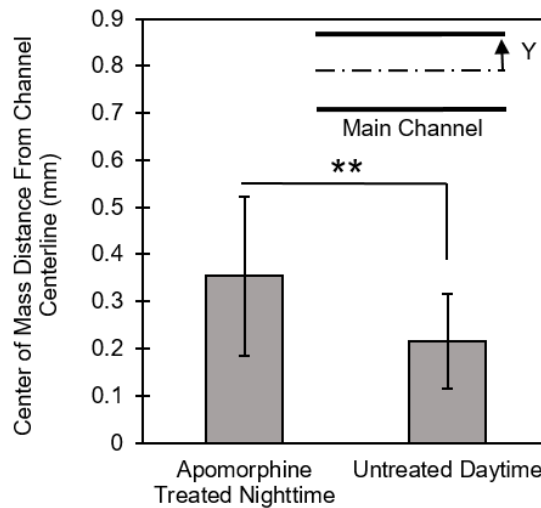 Center of Mass Distance From Channel
Centerline (mm)
0.9
0.8
0.7
0.6
0.5
0.4
0.3
0.2
0.1
0
Y
Main Channel
**
Apomorphine
Treated Nighttime
Untreated Daytime